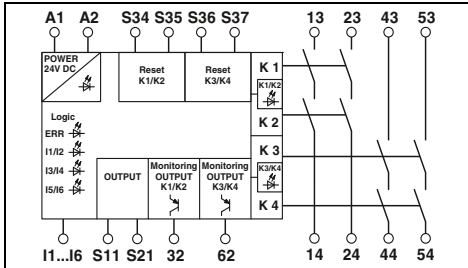 A1 A2 S34 S35 S36 S37 13 23 43 53
POWER
24V DC
Reset
K1/K2
Reset
K3/K4
K 1
K1/K2
K 2
Logic
ERR
I1/I2
I3/I4
I5/I6
K 3
K3/K4
K 4
OUTPUT
Monitoring
OUTPUT
K1/K2
Monitoring
OUTPUT
K3/K4
I1...I6 S11 S21 32 62 14 24 44 54